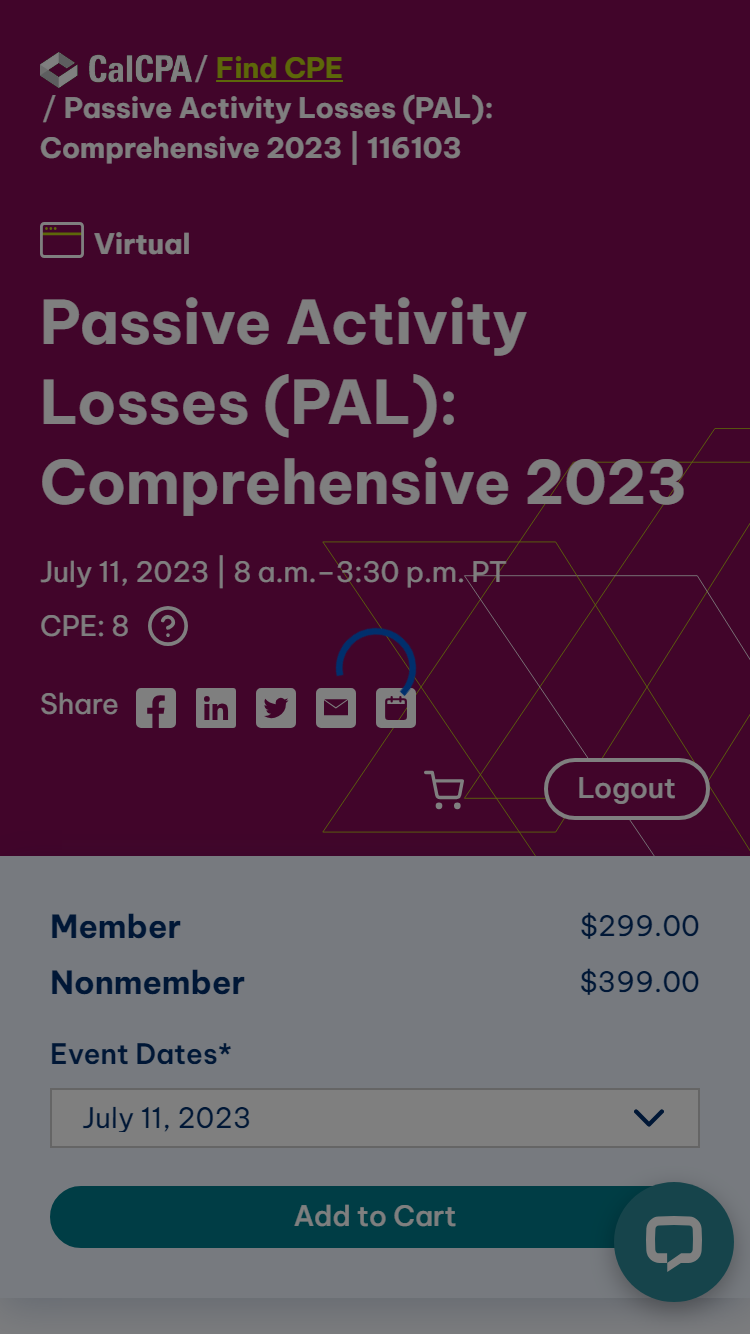 CalCPA / Find CPE
/ Passive Activity Losses (PAL):
Comprehensive 2023 | 116103
Virtual
Passive Activity
Losses (PAL):
Comprehensive 2023
July 11, 2023 | 8 a.m.–3:30 p.m. PT
CPE: 8 ?
Share
Logout
Member $299.00
Nonmember $399.00
Event Dates*
July 11, 2023
Add to Cart